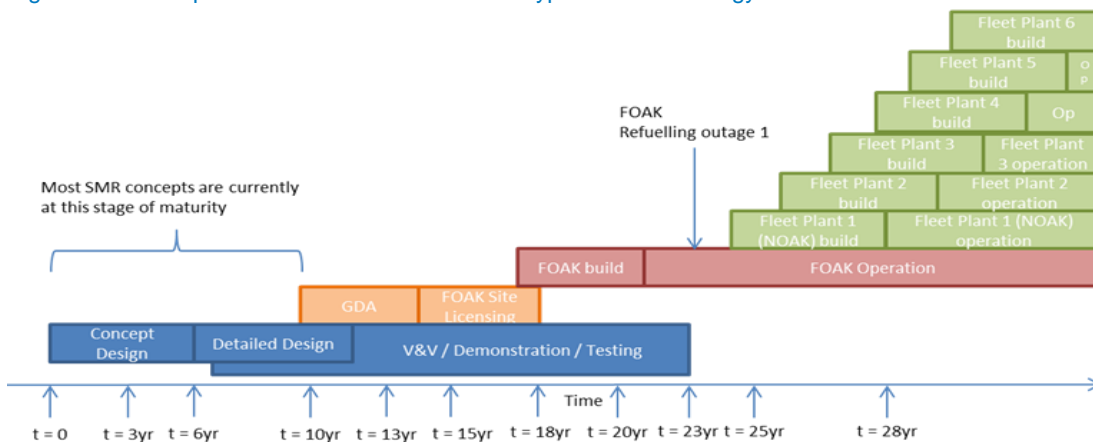 Fleet Plant 6
build
Fleet Plant 5
build
O
P
Fleet Plant 4
build
Op
FOAK
Refuelling outage 1
Fleet Plant 3
build
Fleet Plant
3 operation
Most SMR concepts are currently
at this stage of maturity
Fleet Plant 2
build
Fleet Plant 2
operation
Fleet Plant 1
(NOAK) build
Fleet Plant 1 (NOAK)
operation
FOAK build
FOAK Operation
GDA
FOAK Site
Licensing
Concept
Design
Detailed Design
V&V / Demonstration / Testing
Time
t = 0 t = 3yr t = 6yr t = 10yr t = 13yr t = 15yr t = 18yr t = 20yr t = 23yr t = 25yr t = 28yr